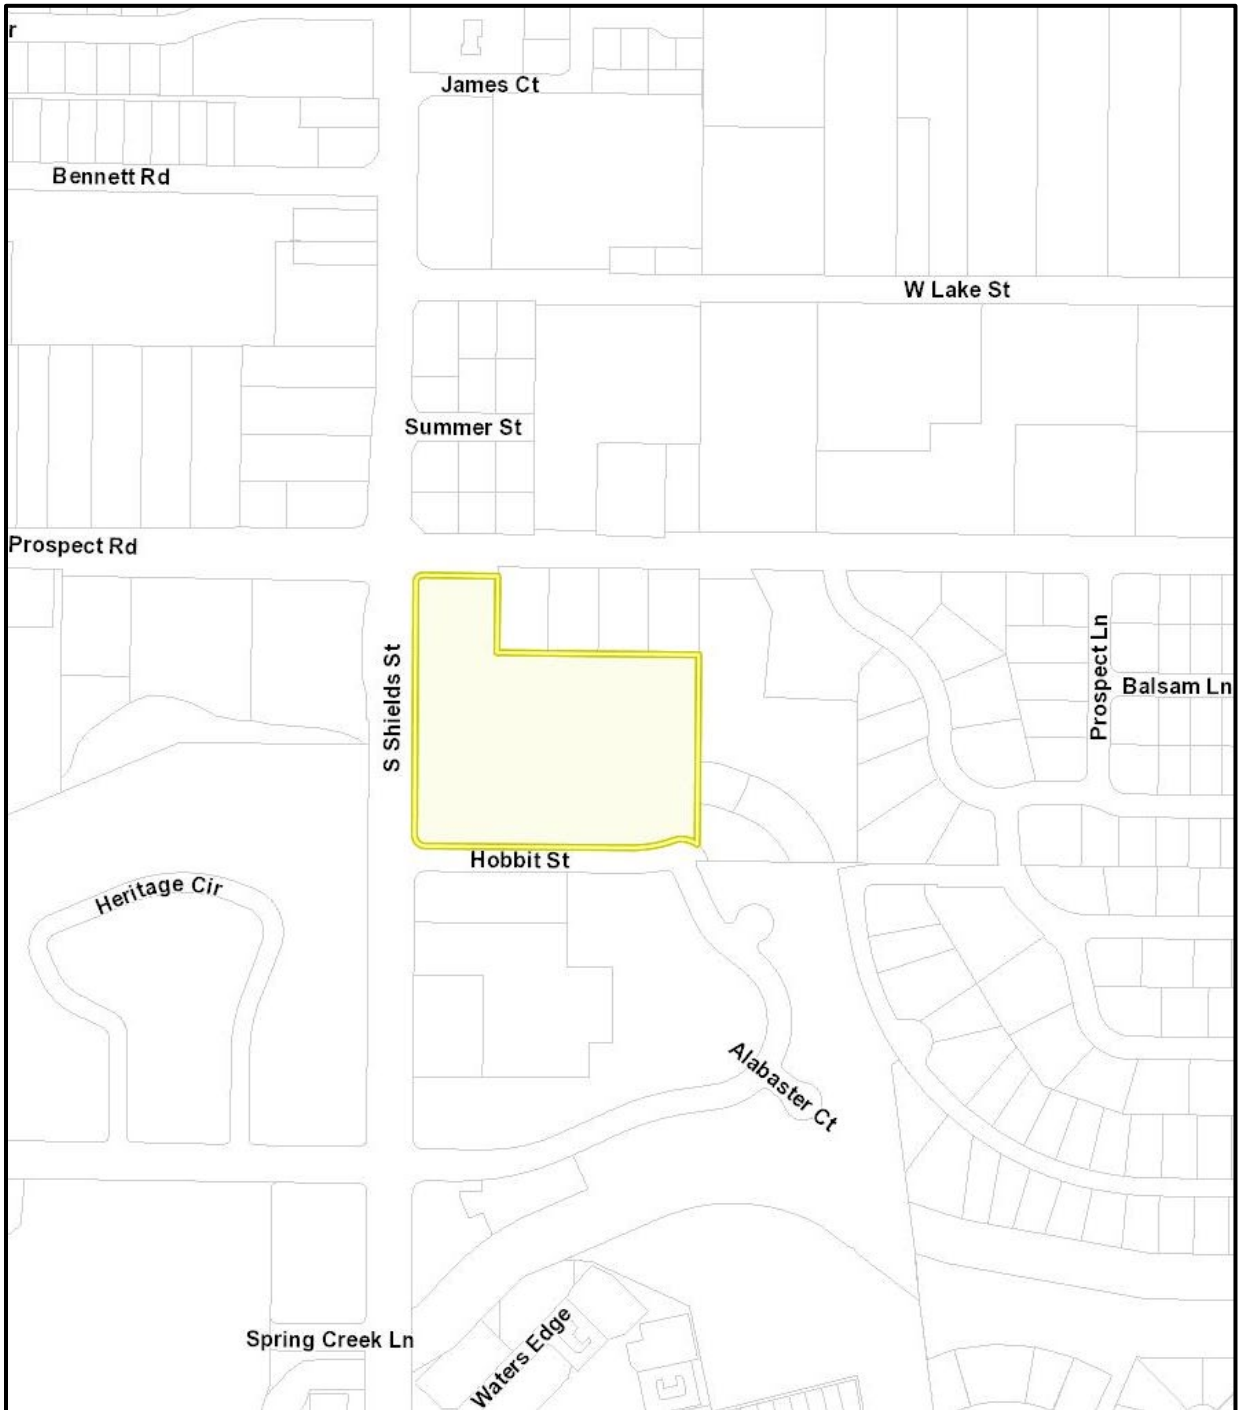 r
James Ct
Bennett Rd
W Lake St
Summer St
Prospect Rd
S Shields St
Prospect Ln
Balsam Ln
Hobbit St
Heritage Cir
Alabaster Ct
Spring Creek Ln
Waters Edge